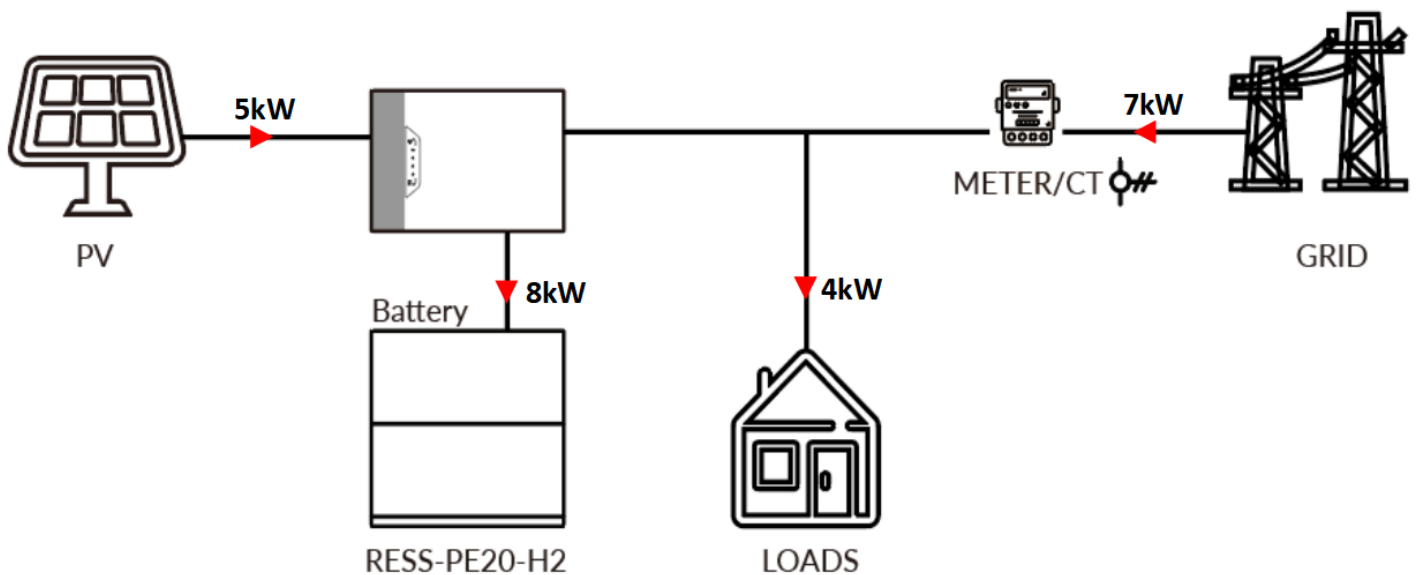 5kW
7kW
METER/CT
PV
GRID
8kW
4kW
Battery
RESS-PE20-H2
LOADS